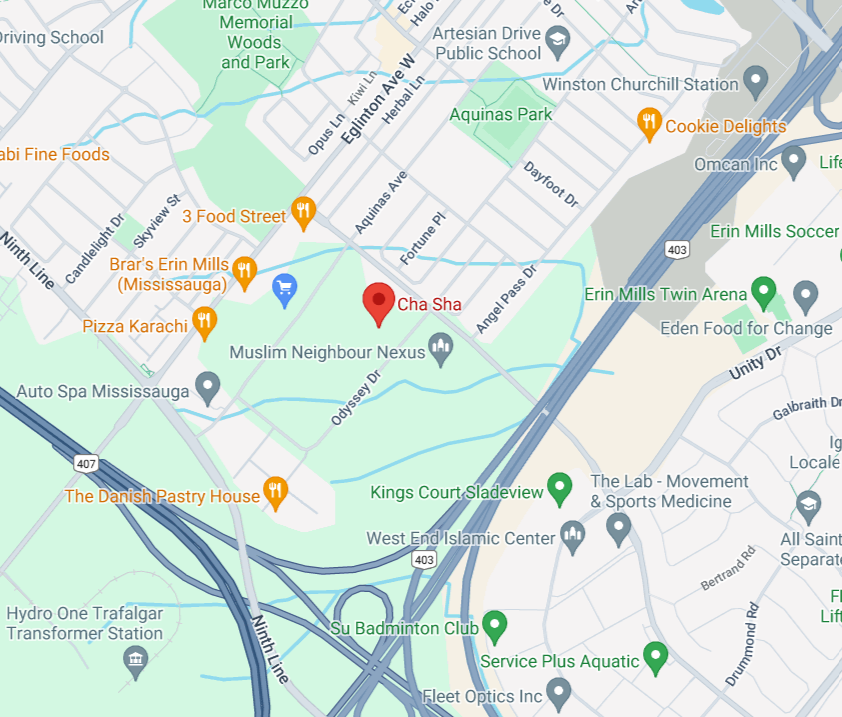 Marco Muzzo
Memorial
Woods
and Park
Halo
Artesian Drive
Public School
Driving School
Kiwi Ln
Eglinton Ave W
Herbal Ln
Opus Ln
Winston Churchill Station
Aquinas Park
Cookie Delights
abi Fine Foods
Omcan Inc
Life
Dayfoot Dr
Aquinas Ave
Skyview St
Candlelight Dr
3 Food Street
Fortune Pl
Ninth Line
403
Erin Mills Soccer
Brar's Erin Mills
(Mississauga)
Cha Sha
Angel Pass Dr
Erin Mills Twin Arena
Pizza Karachi
Eden Food for Change
Muslim Neighbour Nexus
Unity Dr
Auto Spa Mississauga
Odyssey Dr
Galbraith Dr
407
Ig
Locale
The Danish Pastry House
Kings Court Sladeview
The Lab - Movement
& Sports Medicine
West End Islamic Center
All Saint
Separate
403
Bertrand Rd
Hydro One Trafalgar
Transformer Station
Ninth Line
Su Badminton Club
Drummond Rd
Lift
Service Plus Aquatic
Fleet Optics Inc